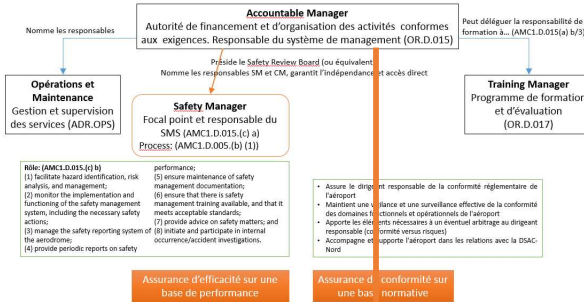 Accountable Manager
Autorité de financement et d'organisation des activités conformes
aux exigences. Responsable du système de management (OR.D.015)
Nomme les responsables
Peut déléguer la responsabilité de
formation à... (AMC1.D.015(a) b/3)
Préside le Safety Review Board (ou équivalent)
Nomme les responsables SM et CM, garantit l'indépendance et accès direct
Opérations et
Maintenance
Gestion et supervision
des services (ADR.OPS)
Safety Manager
Focal point et responsable du
SMS (AMC1.D.015.(c) a)
Process: (AMC1.D.005.(b) (1))
Training Manager
Programme de formation
et d'évaluation
(OR.D.017)
Rôle: (AMC1.D.015.(c) b)
(1) facilitate hazard identification, risk
analysis, and management;
(2) monitor the implementation and
functioning of the safety management
system, including the necessary safety
actions;
(3) manage the safety reporting system of
the aerodrome;
(4) provide periodic reports on safety
performance;
(5) ensure maintenance of safety
management documentation;
(6) ensure that there is safety
management training available, and that it
meets acceptable standards;
(7) provide advice on safety matters; and
(8) initiate and participate in internal
occurrence/accident investigations.
• Assure le dirigeant responsable de la conformité réglementaire de
l'aéroport
• Maintient une vigilance et une surveillance effective de la conformité
des domaines fonctionnels et opérationnels de l'aéroport
• Apporte les éléments nécessaires à un éventuel arbitrage au dirigeant
responsable (conformité versus risques)
• Accompagne et supporte l'aéroport dans les relations avec la DSAC-
Nord
Assurance d'efficacité sur une
base de performance
Assurance de conformité sur
une base normative